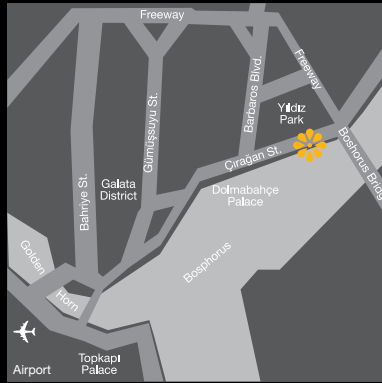 Freeway
Barbaros Blvd.
Freeway
Gümüşsuyu St.
Yıldız
Park
Çırağan St.
Boshorus Bridge
Bahriye St.
Galata
District
Dolmabahçe
Palace
Golden
Horn
Bosphorus
Topkapı
Palace
Airport